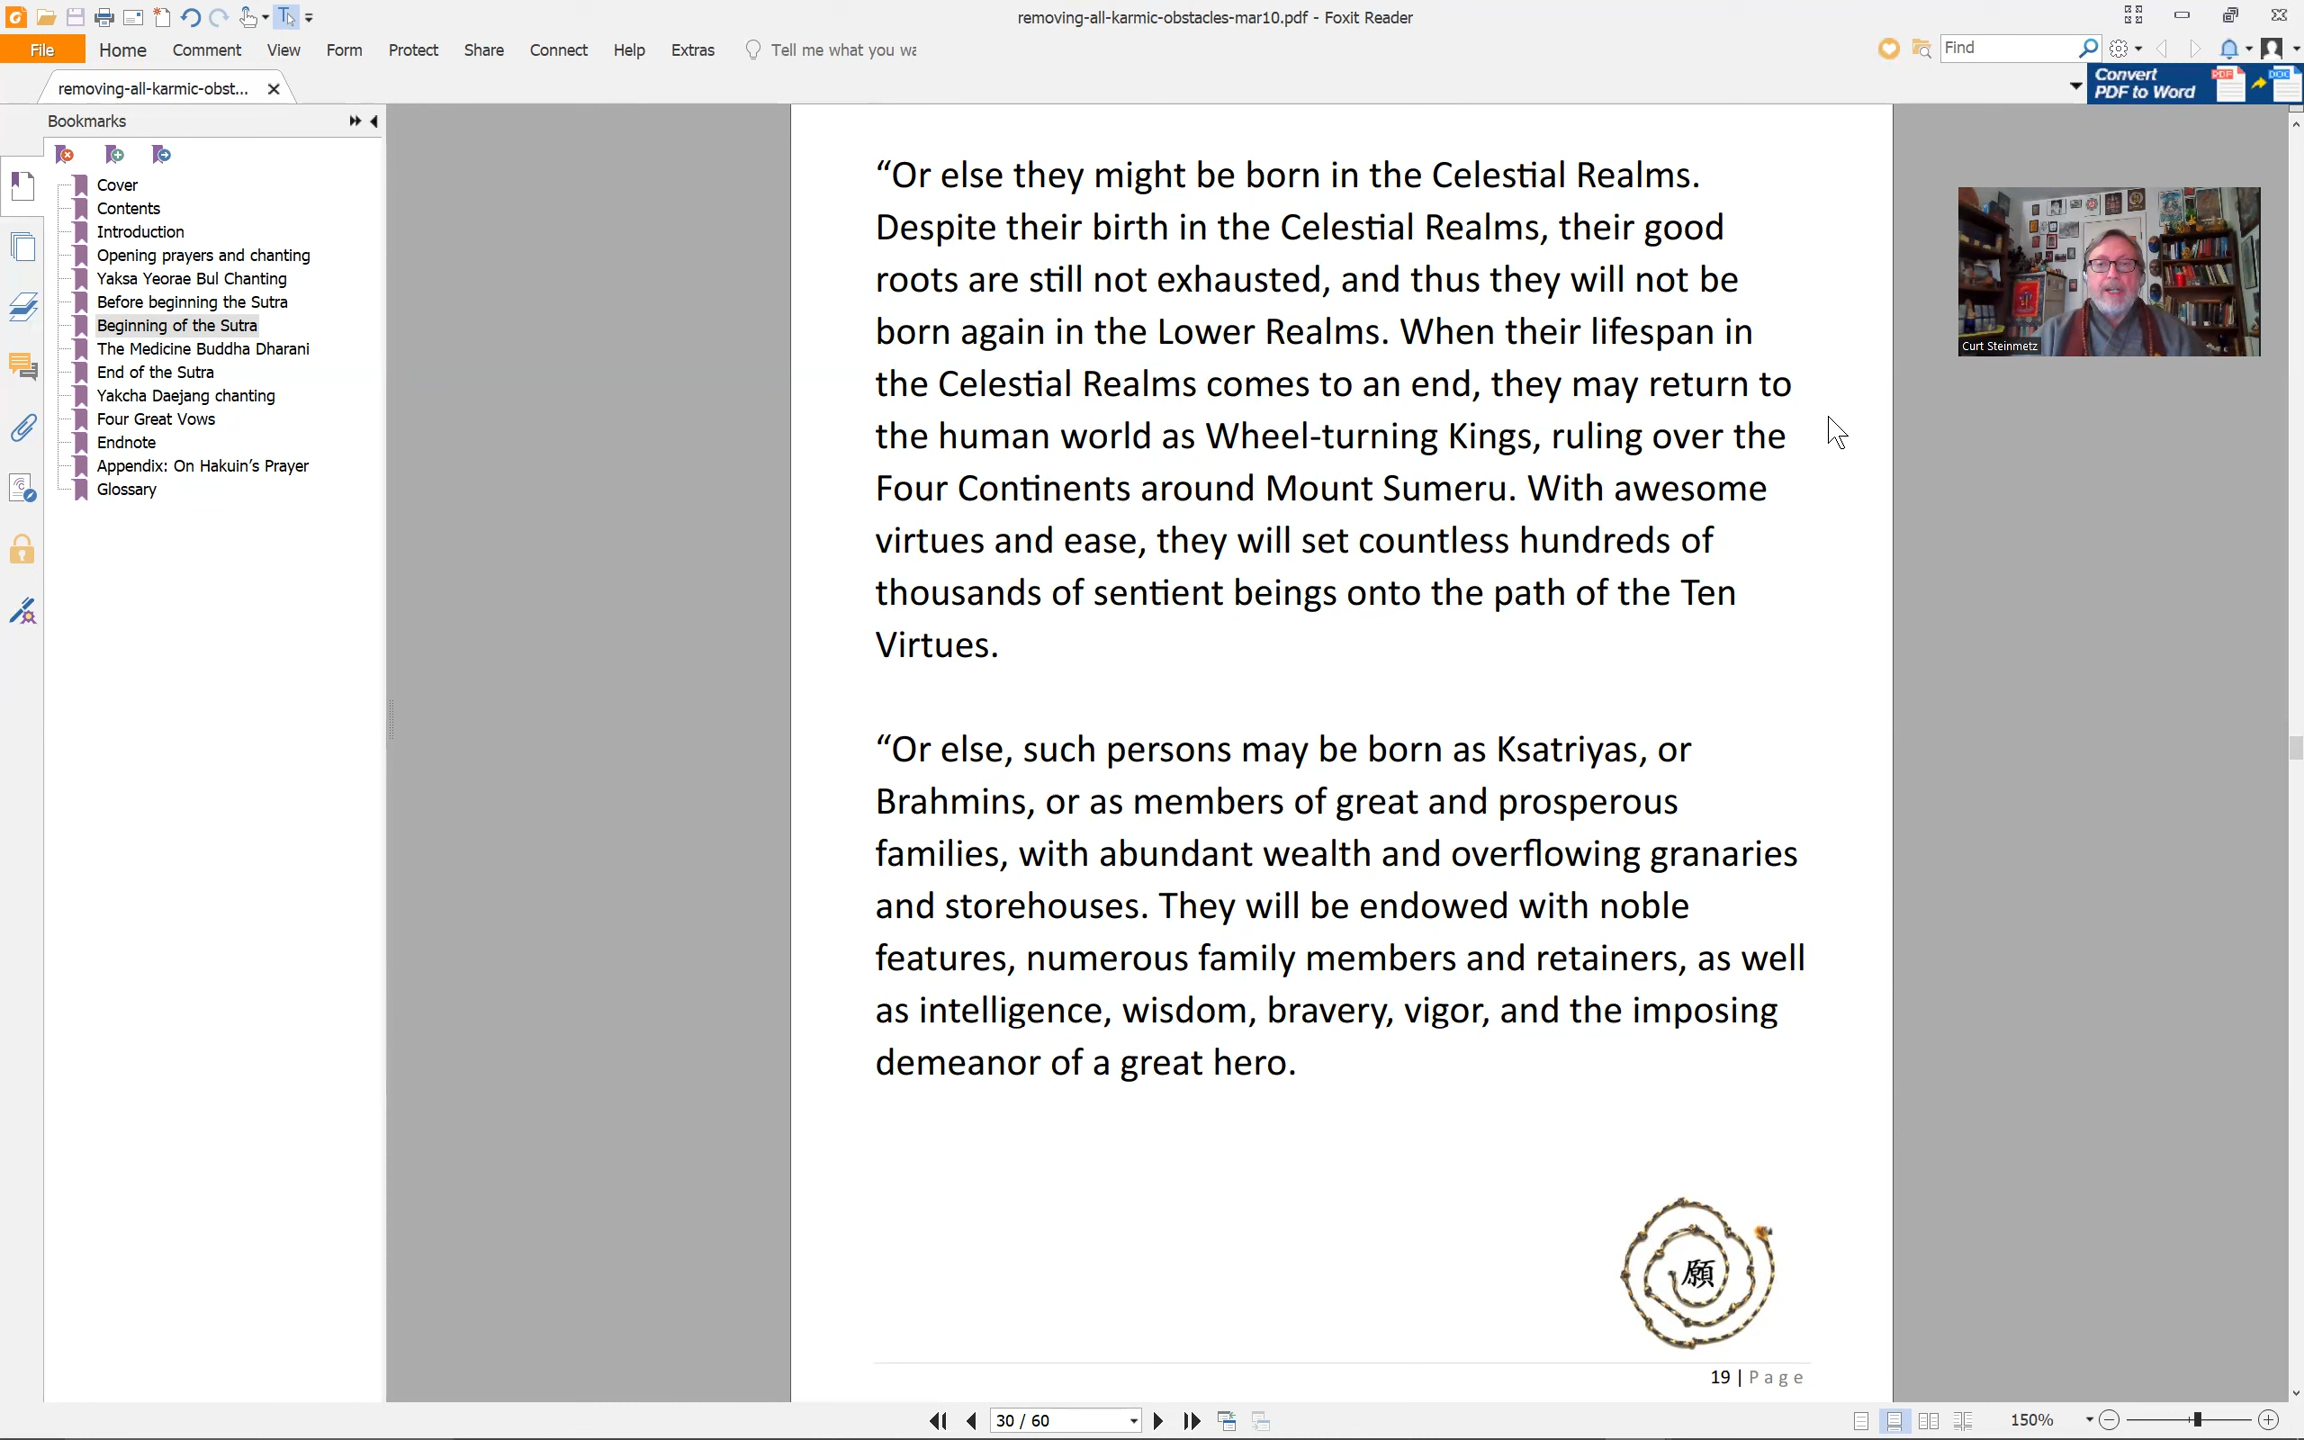 removing-all-karmic-obstacles-mar10.pdf - Foxit Reader
File Home Comment View Form Protect Share Connect Help Extras Tell me what you wa
Find
removing-all-karmic-obst...
Convert
PDF to Word
PDF
DOC
Bookmarks
Cover
Contents
Introduction
Opening prayers and chanting
Yaksa Yeorae Bul Chanting
Before beginning the Sutra
Beginning of the Sutra
The Medicine Buddha Dharani
End of the Sutra
Yakcha Daejang chanting
Four Great Vows
Endnote
Appendix: On Hakuin’s Prayer
Glossary
“Or else they might be born in the Celestial Realms.
Despite their birth in the Celestial Realms, their good
roots are still not exhausted, and thus they will not be
born again in the Lower Realms. When their lifespan in
the Celestial Realms comes to an end, they may return to
the human world as Wheel-turning Kings, ruling over the
Four Continents around Mount Sumeru. With awesome
virtues and ease, they will set countless hundreds of
thousands of sentient beings onto the path of the Ten
Virtues.
“Or else, such persons may be born as Ksatriyas, or
Brahmins, or as members of great and prosperous
families, with abundant wealth and overflowing granaries
and storehouses. They will be endowed with noble
features, numerous family members and retainers, as well
as intelligence, wisdom, bravery, vigor, and the imposing
demeanor of a great hero.
願
19 | Page
Curt Steinmetz
30 / 60
150%